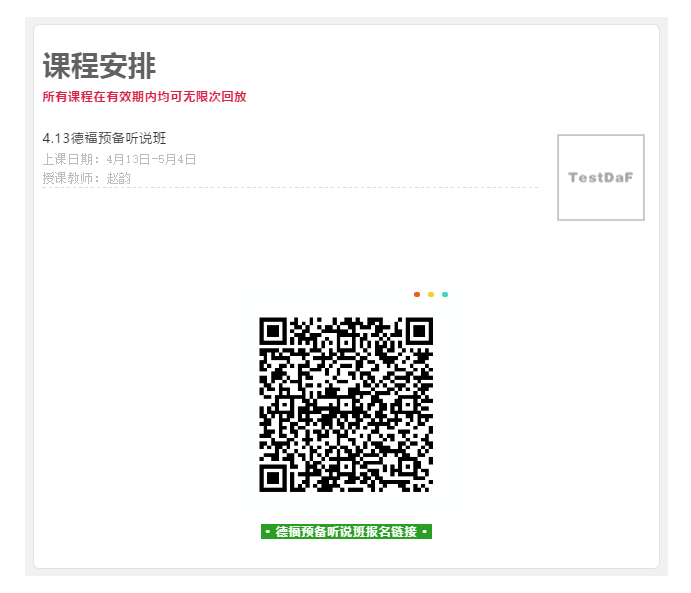 课程安排
所有课程在有效期内均可无限次回放
4.13德福预备听说班
上课日期：4月13日-5月4日
授课教师：赵韵
TestDaF
• 德福预备听说班报名链接 •